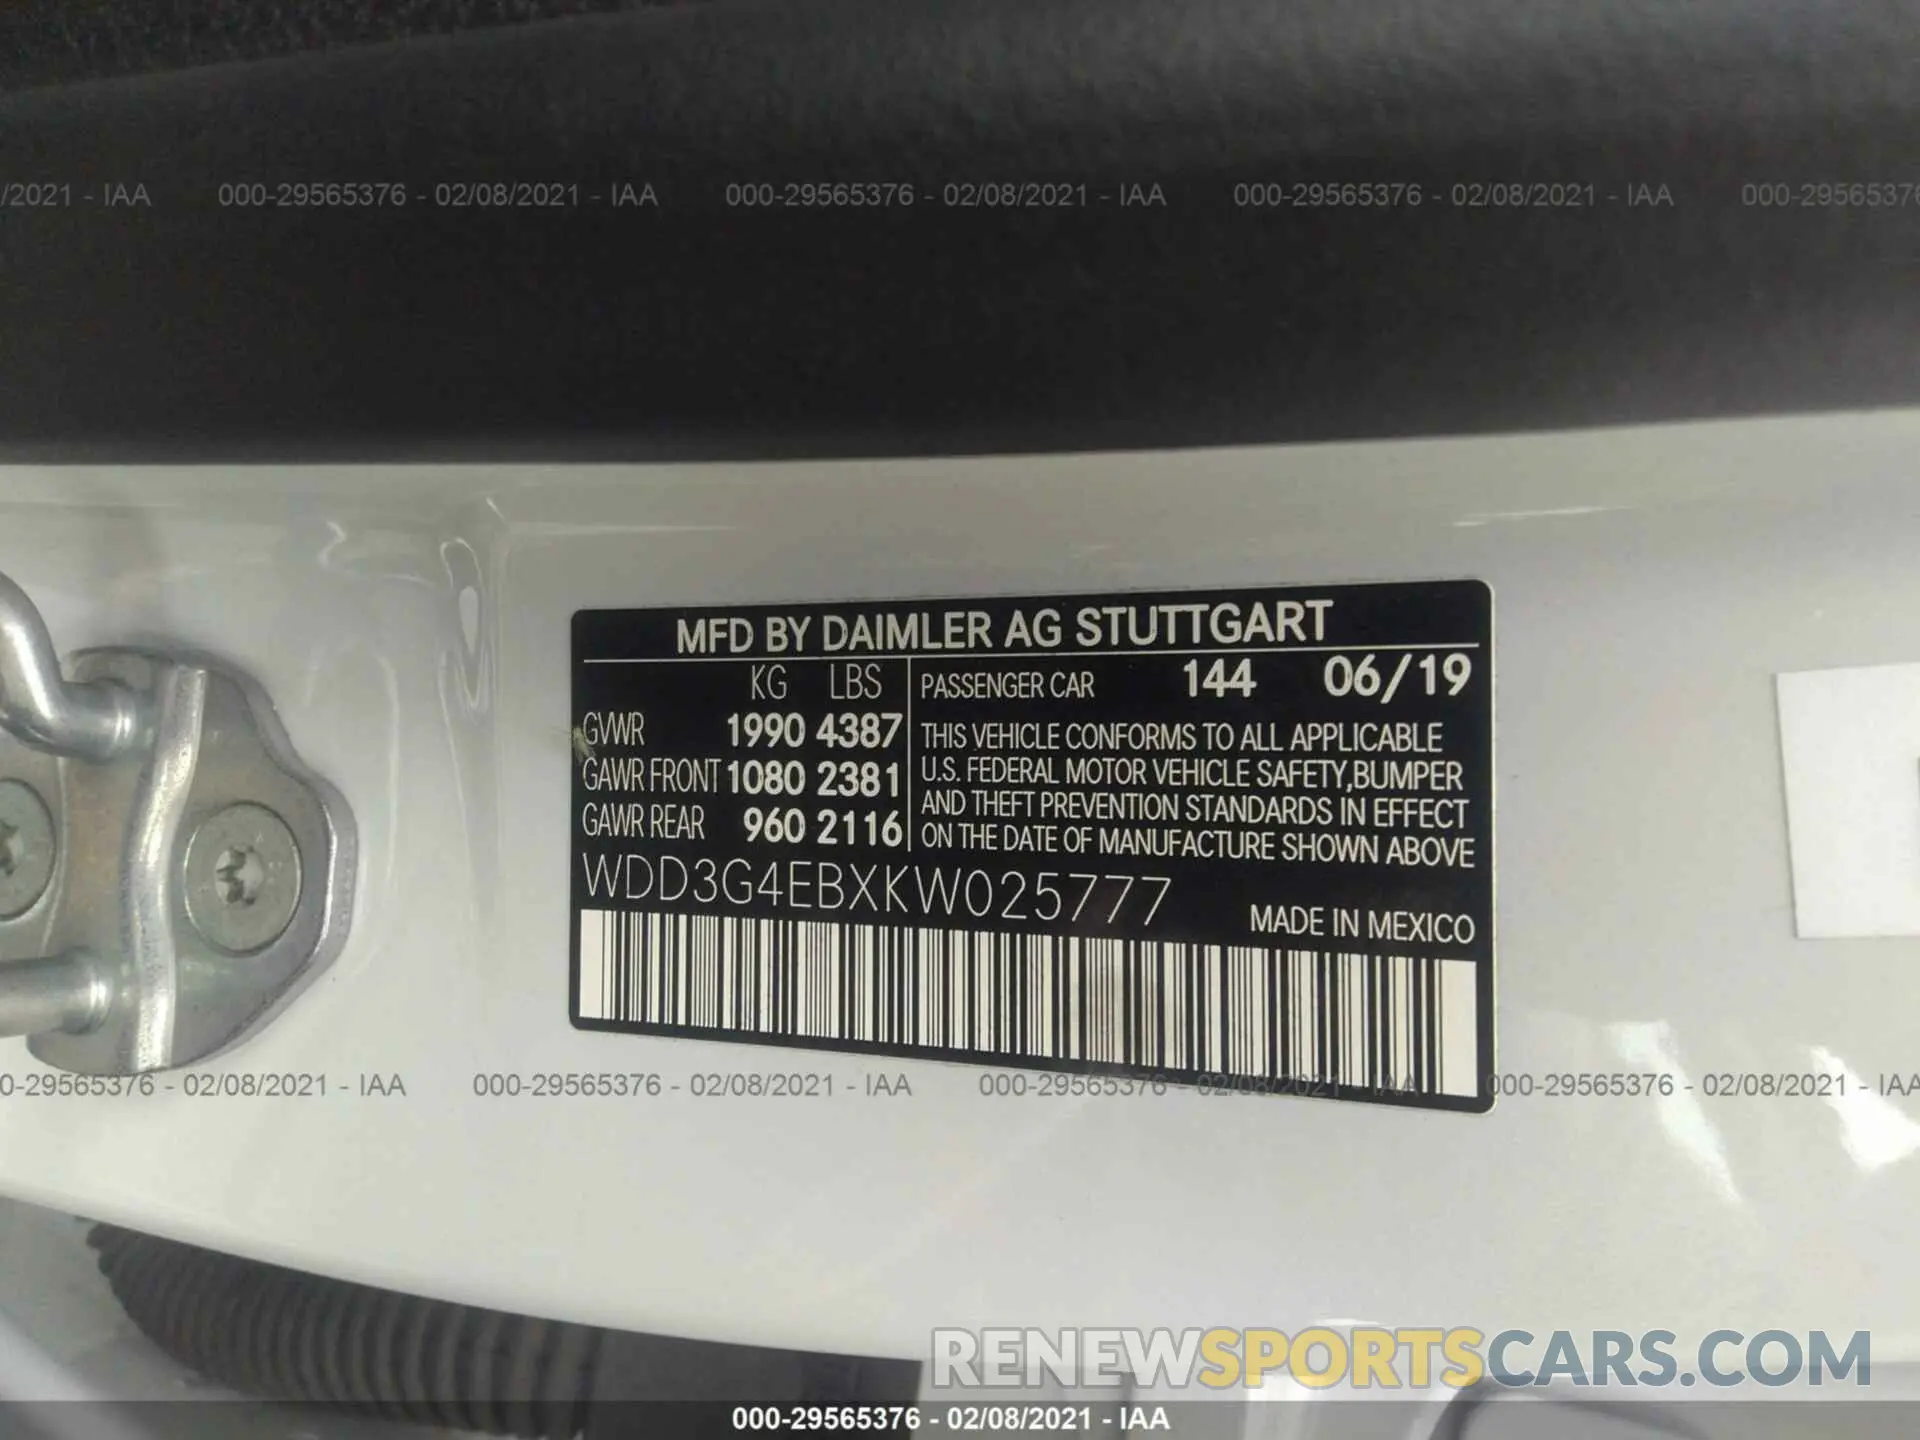 /2021 - IAA 000-29565376 - 02/08/2021 - IAA 000-29565376 - 02/08/2021 - IAA 000-29565376 - 02/08/2021 - IAA 000-29565376
MFD BY DAIMLER AG STUTTGART
KG LBS
GVWR 1990 4387
GAWR FRONT 1080 2381
GAWR REAR 960 2116
PASSENGER CAR 144 06/19
THIS VEHICLE CONFORMS TO ALL APPLICABLE
U.S. FEDERAL MOTOR VEHICLE SAFETY,BUMPER
AND THEFT PREVENTION STANDARDS IN EFFECT
ON THE DATE OF MANUFACTURE SHOWN ABOVE
WDD3G4EBXKW025777
MADE IN MEXICO
0-29565376 - 02/08/2021 - IAA 000-29565376 - 02/08/2021 - IAA 000-29565376 - 02/08/2021 - IAA 000-29565376 - 02/08/2021 - IAA
RENEWSPORTSCARS.COM
000-29565376 - 02/08/2021 - IAA